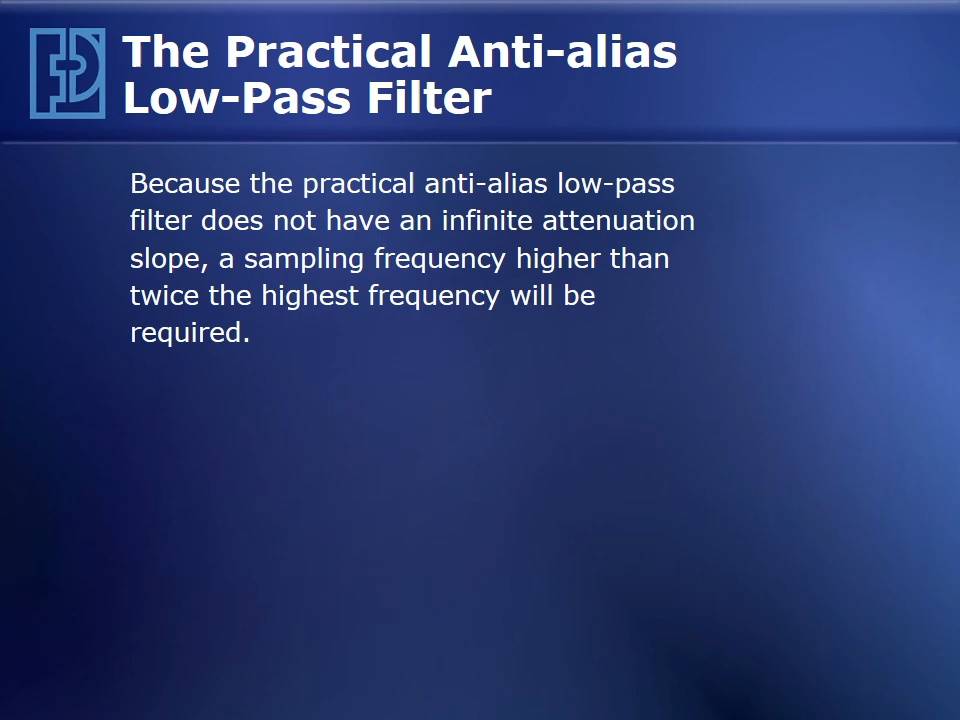 The Practical Anti-alias
Low-Pass Filter
Because the practical anti-alias low-pass
filter does not have an infinite attenuation
slope, a sampling frequency higher than
twice the highest frequency will be
required.